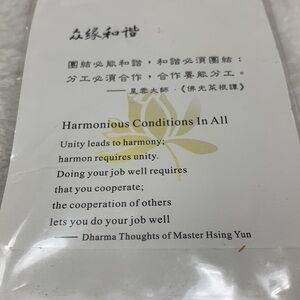 众缘和諧
團結必能和諧，和諧必須團結；
分工必須合作，合作要能分工。
——星雲大師·《佛光菜根譚》
Harmonious Conditions In All
Unity leads to harmony;
harmon requires unity.
Doing your job well requires
that you cooperate;
the cooperation of others
lets you do your job well
—— Dharma Thoughts of Master Hsing Yun